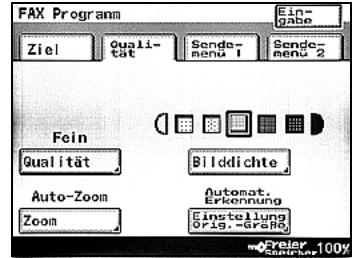 FAX Programm
Ein-
gabe
Ziel
Quali-
tät
Sende-
menü 1
Sende-
menü 2
Fein
Qualität
Bilddichte
Auto-Zoom
Zoom
Automat.
Erkennung
Einstellung
Orig.-Größe
Freier
Speicher 100%